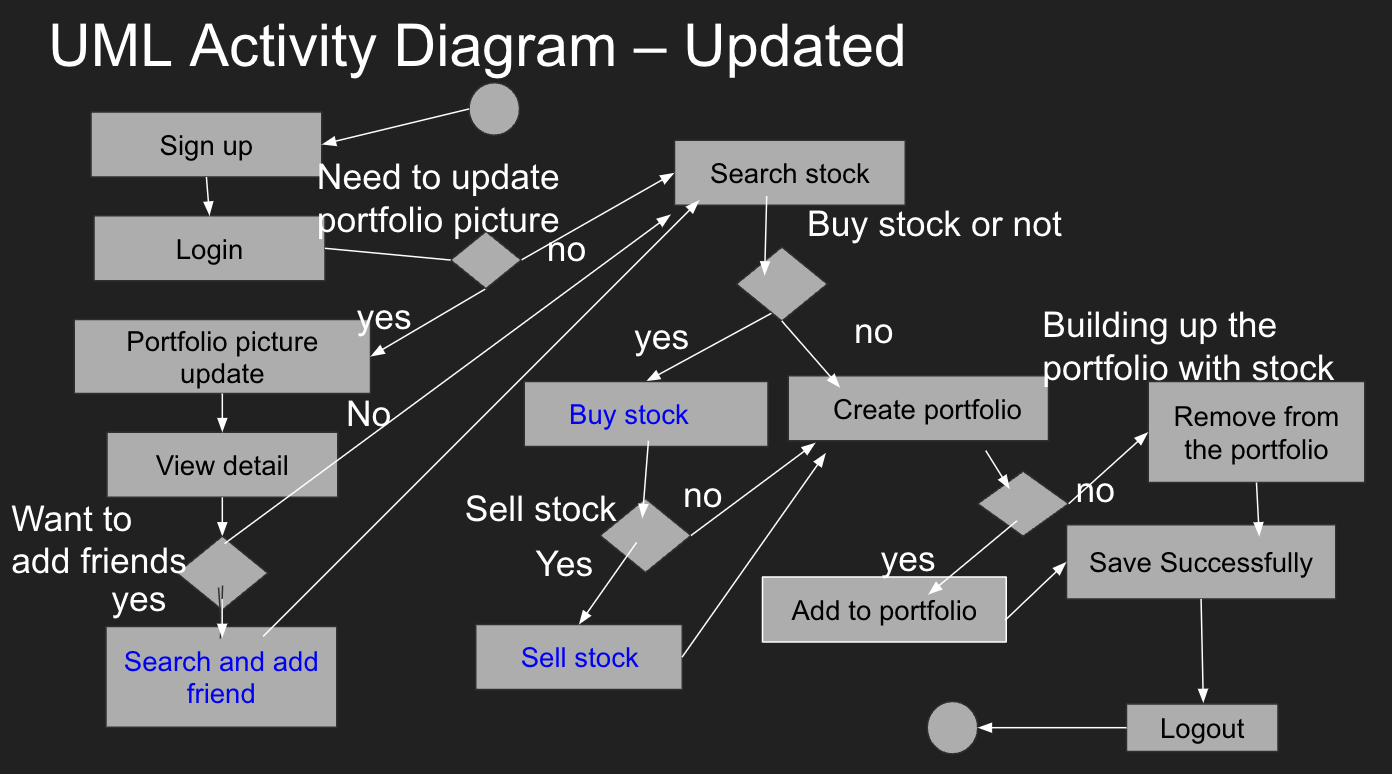 UML Activity Diagram – Updated
Sign up
Need to update
portfolio picture
Login
no
yes
Portfolio picture
update
No
View detail
Want to
add friends
yes
Search and add
friend
Search stock
Buy stock or not
yes
no
Buy stock
Sell stock
no
Yes
Sell stock
Create portfolio
Building up the
portfolio with stock
Remove from
the portfolio
no
yes
Add to portfolio
Save Successfully
Logout